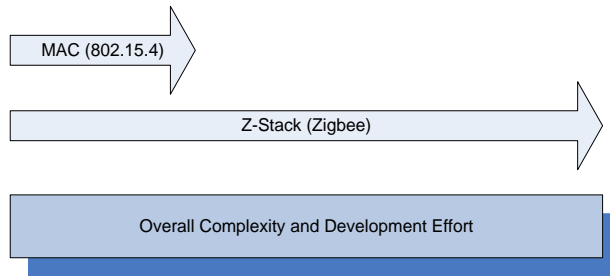 MAC (802.15.4)
Z-Stack (Zigbee)
Overall Complexity and Development Effort